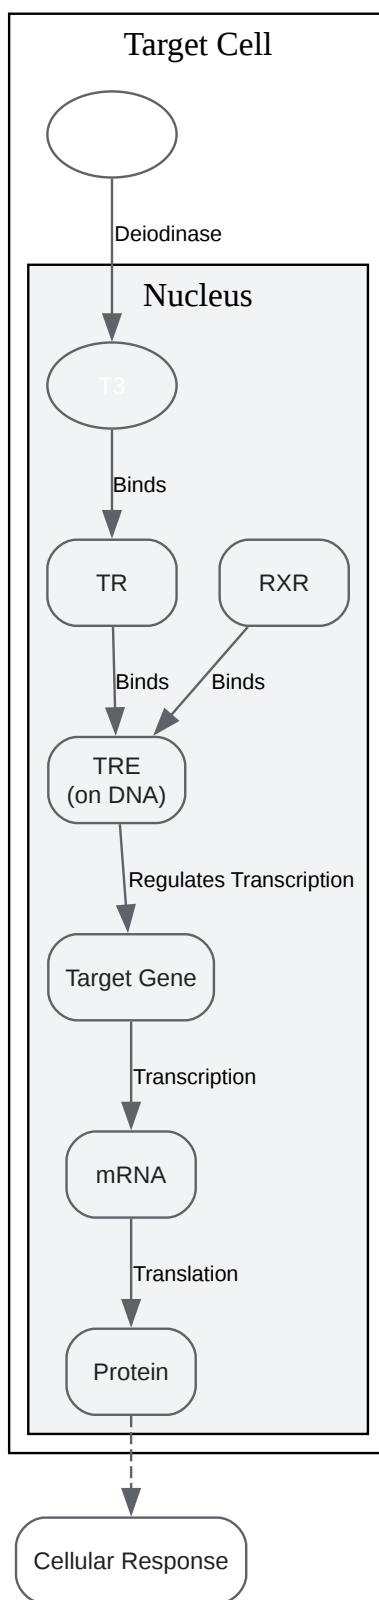 Target Cell
Deiodinase
Nucleus
T3
Binds
TR
RXR
Binds
Binds
TRE
(on DNA)
Regulates Transcription
Target Gene
Transcription
mRNA
Translation
Protein
Cellular Response